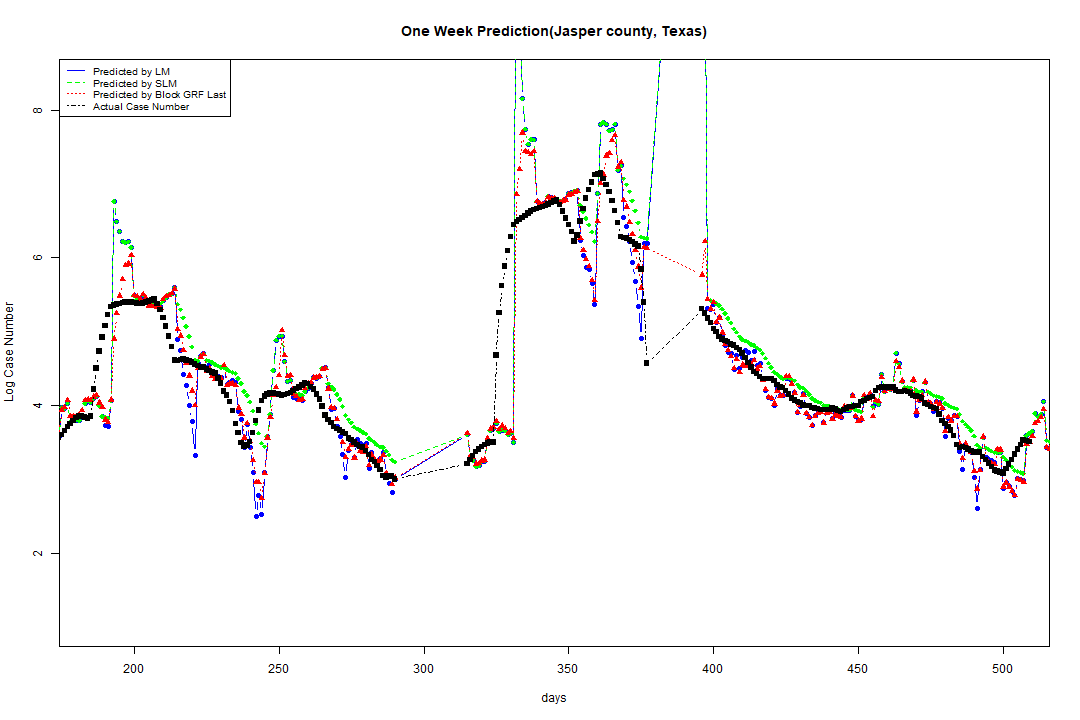 One Week Prediction(Jasper county, Texas)
Predicted by LM
Predicted by SLM
Predicted by Block GRF Last
Actual Case Number
Log Case Number
8
6
4
2
200 250 300 350 400 450 500
days